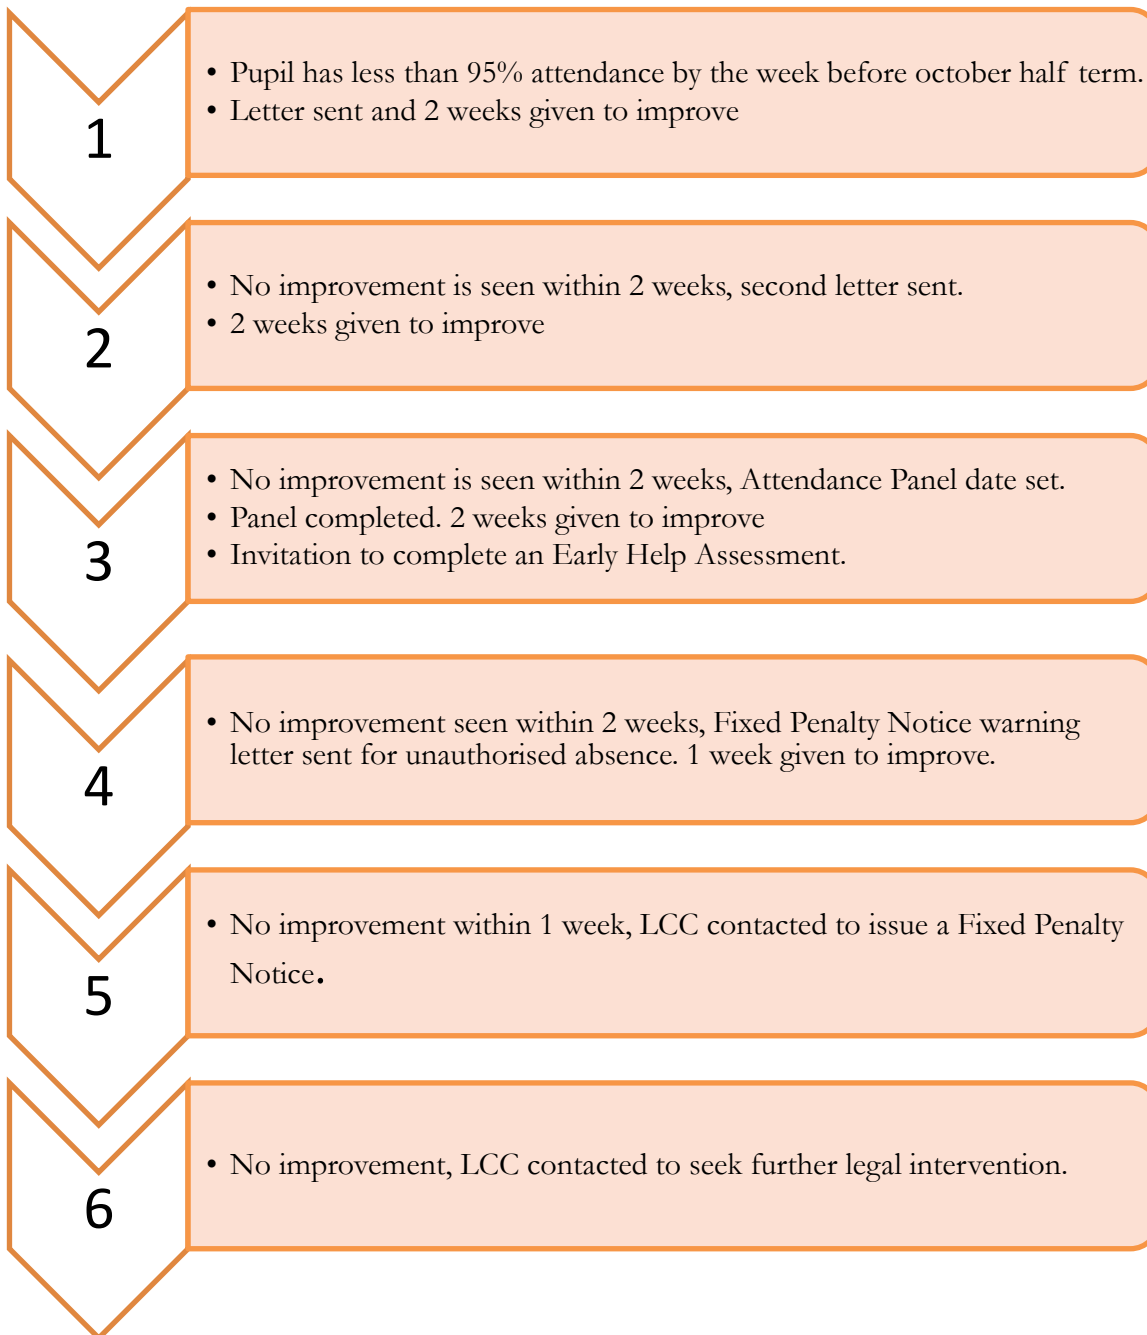 1
• Pupil has less than 95% attendance by the week before october half term.
• Letter sent and 2 weeks given to improve
2
• No improvement is seen within 2 weeks, second letter sent.
• 2 weeks given to improve
3
• No improvement is seen within 2 weeks, Attendance Panel date set.
• Panel completed. 2 weeks given to improve
• Invitation to complete an Early Help Assessment.
4
• No improvement seen within 2 weeks, Fixed Penalty Notice warning
letter sent for unauthorised absence. 1 week given to improve.
5
• No improvement within 1 week, LCC contacted to issue a Fixed Penalty
Notice.
6
• No improvement, LCC contacted to seek further legal intervention.